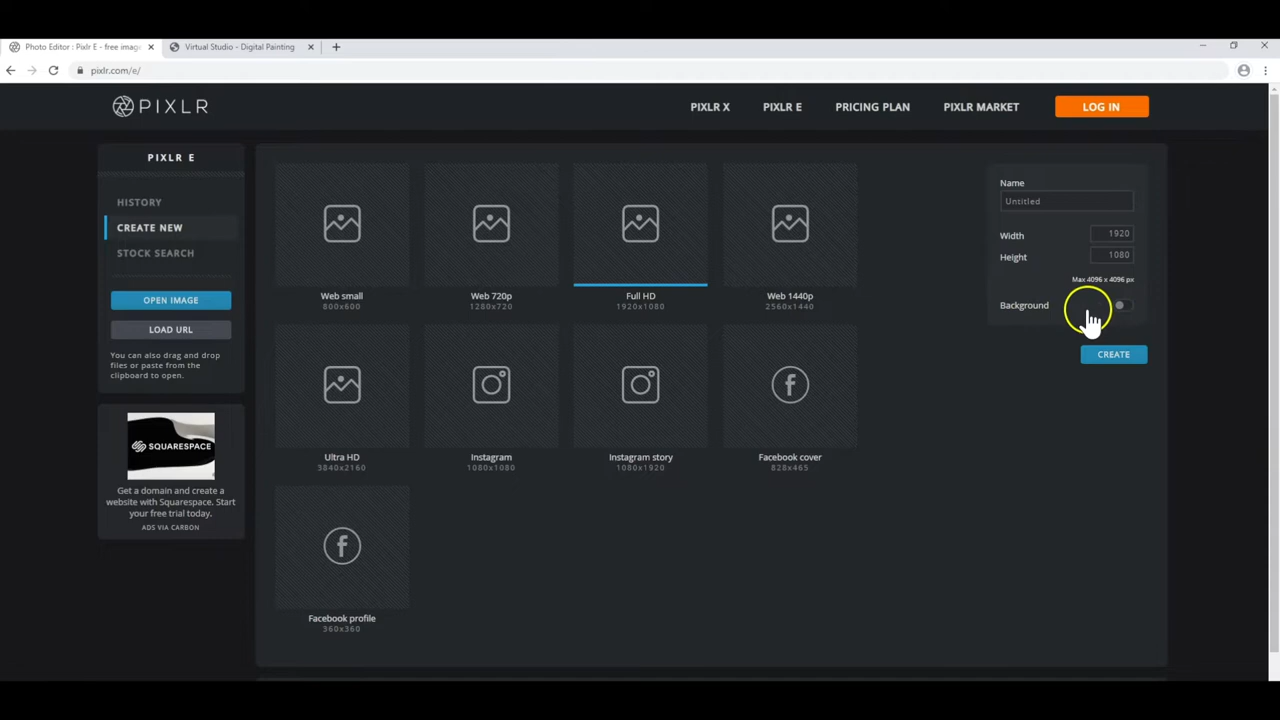 Photo Editor : Pixlr E - free imag
Virtual Studio - Digital Painting
pixlr.com/e/
PIXLR
PIXLR X
PIXLR E
PRICING PLAN
PIXLR MARKET
LOG IN
PIXLR E
HISTORY
CREATE NEW
STOCK SEARCH
OPEN IMAGE
LOAD URL
You can also drag and drop
files or paste from the
clipboard to open.
SQUARESPACE
Get a domain and create a
website with Squarespace. Start
your free trial today.
ADS VIA CARBON
Web small
800x600
Web 720p
1280x720
Full HD
1920x1080
Web 1440p
2560x1440
Ultra HD
3840x2160
Instagram
1080x1080
Instagram story
1080x1920
Facebook cover
828x465
Facebook profile
360x360
Name
Untitled
Width 1920
Height 1080
Max 4096 x 4096 px
Background
CREATE